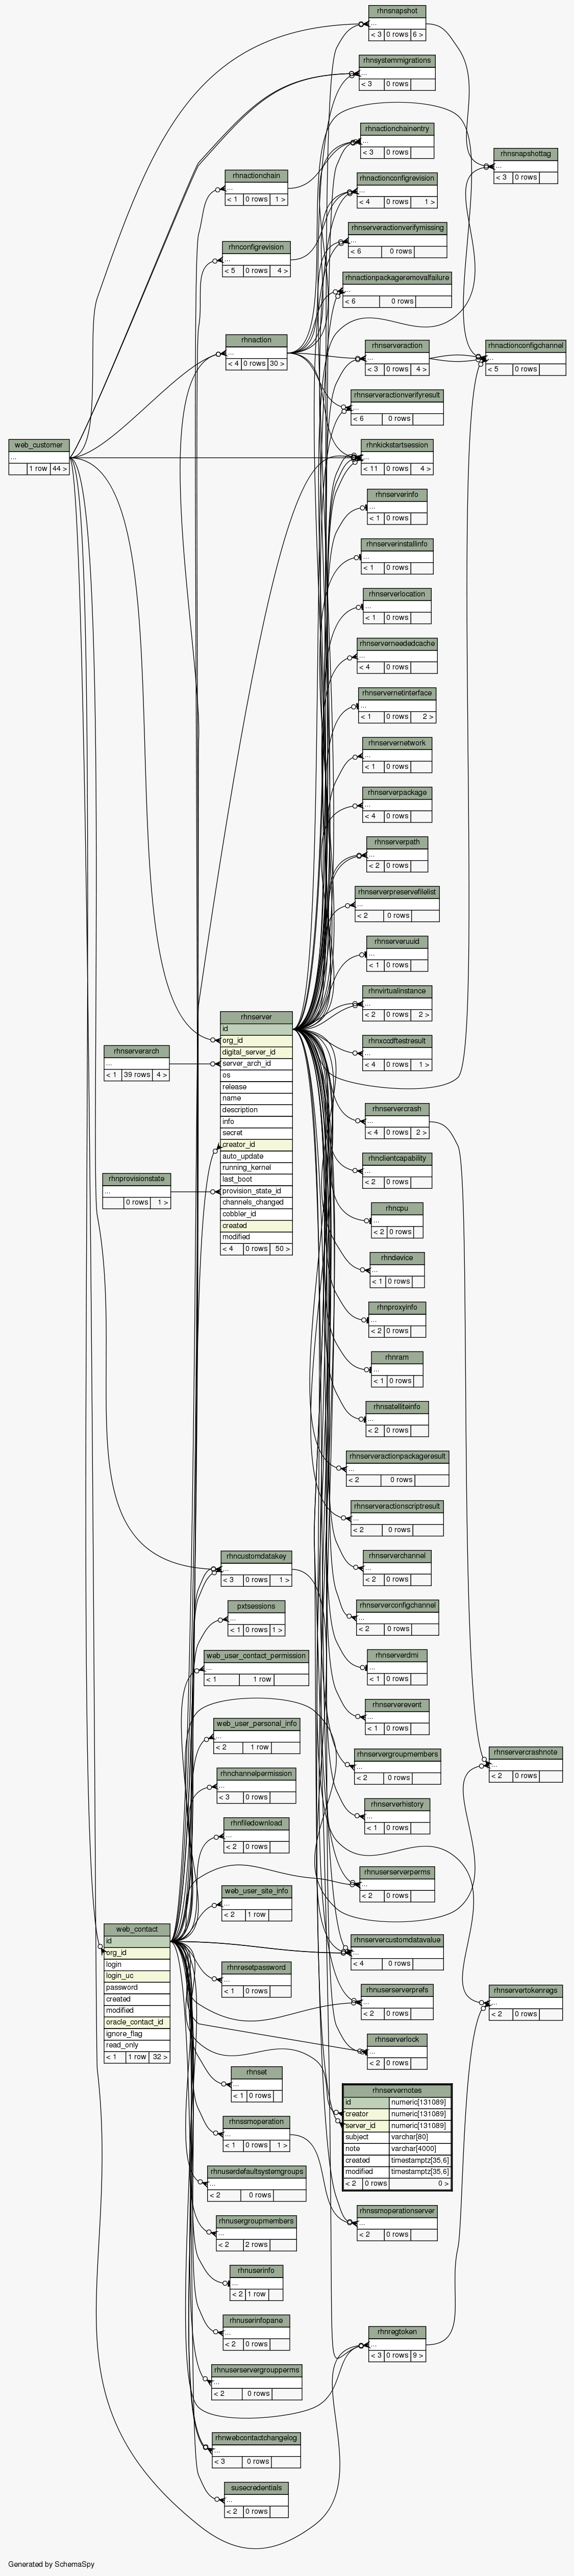 rhnsnapshot
...
< 3 0 rows 6 >
rhnsystemmigrations
...
< 3 0 rows
rhnactionchainentry
...
< 3 0 rows
rhnsnapshottag
...
< 3 0 rows
rhnactionchain
...
< 1 0 rows 1 >
rhnactionconfigrevision
...
< 4 0 rows 1 >
rhnserveractionverifymissing
...
< 6 0 rows
rhnconfigrevision
...
< 5 0 rows 4 >
rhnactionpackageremovalfailure
...
< 6 0 rows
rhnaction
...
< 4 0 rows 30 >
rhnserveraction
...
< 3 0 rows 4 >
rhnactionconfigchannel
...
< 5 0 rows
rhnserveractionverifyresult
...
< 6 0 rows
web_customer
...
1 row 44 >
rhnkickstartsession
...
< 11 0 rows 4 >
rhnserverinfo
...
< 1 0 rows
rhnserverinstallinfo
...
< 1 0 rows
rhnserverlocation
...
< 1 0 rows
rhnserverneededcache
...
< 4 0 rows
rhnservernetinterface
...
< 1 0 rows 2 >
rhnservernetwork
...
< 1 0 rows
rhnserverpackage
...
< 4 0 rows
rhnserverpath
...
< 2 0 rows
rhnserverpreservefilelist
...
< 2 0 rows
rhnserveruuid
...
< 1 0 rows
rhnvirtualinstance
...
< 2 0 rows 2 >
rhnxccdftestresult
...
< 4 0 rows 1 >
rhnserver
id
org_id
digital_server_id
server_arch_id
os
release
name
description
info
secret
creator_id
auto_update
running_kernel
last_boot
provision_state_id
channels_changed
cobbler_id
created
modified
< 4 0 rows 50 >
rhnserverarch
...
< 1 39 rows 4 >
rhnprovisionstate
...
0 rows 1 >
rhnservercrash
...
< 4 0 rows 2 >
rhnclientcapability
...
< 2 0 rows
rhncpu
...
< 2 0 rows
rhndevice
...
< 1 0 rows
rhnproxyinfo
...
< 2 0 rows
rhnram
...
< 1 0 rows
rhnsatelliteinfo
...
< 2 0 rows
rhnserveractionpackageresult
...
< 2 0 rows
rhnserveractionscriptresult
...
< 2 0 rows
rhncustomdatakey
...
< 3 0 rows 1 >
rhnserverchannel
...
< 2 0 rows
pxtsessions
...
< 1 0 rows 1 >
rhnserverconfigchannel
...
< 2 0 rows
web_user_contact_permission
...
< 1 1 row
rhnserverdmi
...
< 1 0 rows
web_user_personal_info
...
< 2 1 row
rhnserverevent
...
< 1 0 rows
rhnservergroupmembers
...
< 2 0 rows
rhnservercrashnote
...
< 2 0 rows
rhnchannelpermission
...
< 3 0 rows
rhnserverhistory
...
< 1 0 rows
rhnfiledownload
...
< 2 0 rows
rhnuserserverperms
...
< 2 0 rows
web_user_site_info
...
< 2 1 row
web_contact
id
org_id
login
login_uc
password
created
modified
oracle_contact_id
ignore_flag
read_only
< 1 1 row 32 >
rhnservercustomdatavalue
...
< 4 0 rows
rhnresetpassword
...
< 1 0 rows
rhnuserserverprefs
...
< 2 0 rows
rhnservertokenregs
...
< 2 0 rows
rhnserverlock
...
< 2 0 rows
rhnset
...
< 1 0 rows
rhnservernotes
id numeric[131089]
creator numeric[131089]
server_id numeric[131089]
subject varchar[80]
note varchar[4000]
created timestamptz[35,6]
modified timestamptz[35,6]
< 2 0 rows 0 >
rhnssmoperation
...
< 1 0 rows 1 >
rhnuserdefaultsystemgroups
...
< 2 0 rows
rhnusergroupmembers
...
< 2 2 rows
rhnssmoperationserver
...
< 2 0 rows
rhnuserinfo
...
< 2 1 row
rhnuserinfopane
...
< 2 0 rows
rhnregtoken
...
< 3 0 rows 9 >
rhnuserservergroupperms
...
< 2 0 rows
rhnwebcontactchangelog
...
< 3 0 rows
susecredentials
...
< 2 0 rows
Generated by SchemaSpy